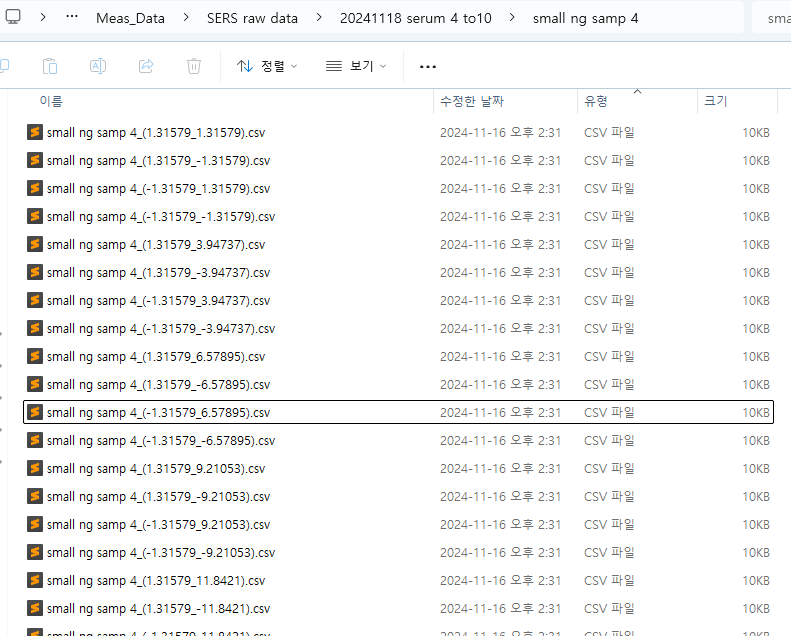 Meas_Data > SERS raw data > 20241118 serum 4 to10 > small ng samp 4
정렬 보기
이름 수정한 날짜 유형 크기
small ng samp 4_(1.31579_1.31579).csv 2024-11-16 오후 2:31 CSV 파일 10KB
small ng samp 4_(1.31579_-1.31579).csv 2024-11-16 오후 2:31 CSV 파일 10KB
small ng samp 4_(-1.31579_1.31579).csv 2024-11-16 오후 2:31 CSV 파일 10KB
small ng samp 4_(-1.31579_-1.31579).csv 2024-11-16 오후 2:31 CSV 파일 10KB
small ng samp 4_(1.31579_3.94737).csv 2024-11-16 오후 2:31 CSV 파일 10KB
small ng samp 4_(1.31579_-3.94737).csv 2024-11-16 오후 2:31 CSV 파일 10KB
small ng samp 4_(-1.31579_3.94737).csv 2024-11-16 오후 2:31 CSV 파일 10KB
small ng samp 4_(-1.31579_-3.94737).csv 2024-11-16 오후 2:31 CSV 파일 10KB
small ng samp 4_(1.31579_6.57895).csv 2024-11-16 오후 2:31 CSV 파일 10KB
small ng samp 4_(1.31579_-6.57895).csv 2024-11-16 오후 2:31 CSV 파일 10KB
small ng samp 4_(-1.31579_6.57895).csv 2024-11-16 오후 2:31 CSV 파일 10KB
small ng samp 4_(-1.31579_-6.57895).csv 2024-11-16 오후 2:31 CSV 파일 10KB
small ng samp 4_(1.31579_9.21053).csv 2024-11-16 오후 2:31 CSV 파일 10KB
small ng samp 4_(1.31579_-9.21053).csv 2024-11-16 오후 2:31 CSV 파일 10KB
small ng samp 4_(-1.31579_9.21053).csv 2024-11-16 오후 2:31 CSV 파일 10KB
small ng samp 4_(-1.31579_-9.21053).csv 2024-11-16 오후 2:31 CSV 파일 10KB
small ng samp 4_(1.31579_11.8421).csv 2024-11-16 오후 2:31 CSV 파일 10KB
small ng samp 4_(1.31579_-11.8421).csv 2024-11-16 오후 2:31 CSV 파일 10KB
small ng samp 4_(-1.31579_11.8421).csv 2024-11-16 오후 2:31 CSV 파일 10KB